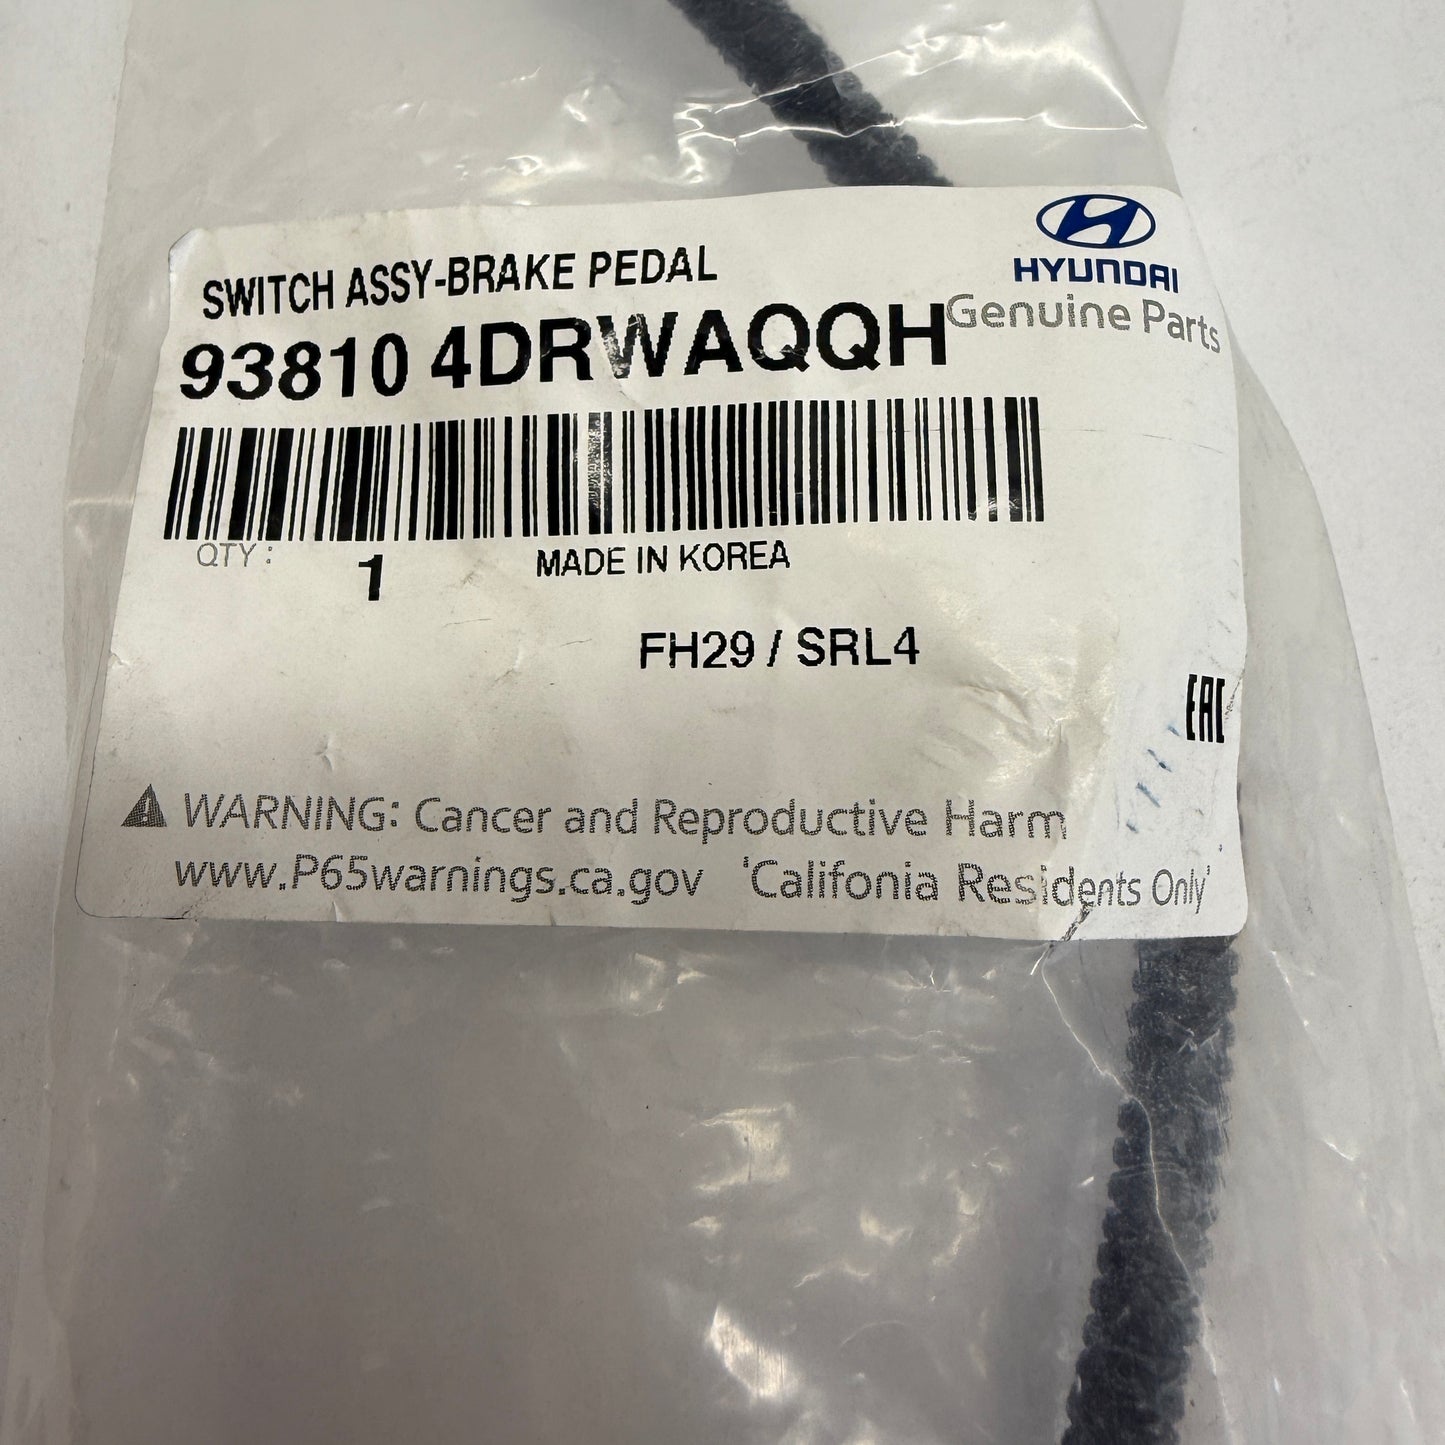 HYUNDAI
Genuine Parts
SWITCH ASSY-BRAKE PEDAL
93810 4DRWAQQH
QTY : 1 MADE IN KOREA
FH29 / SRL4
EAC
WARNING: Cancer and Reproductive Harm
www.P65warnings.ca.gov 'Califonia Residents Only'